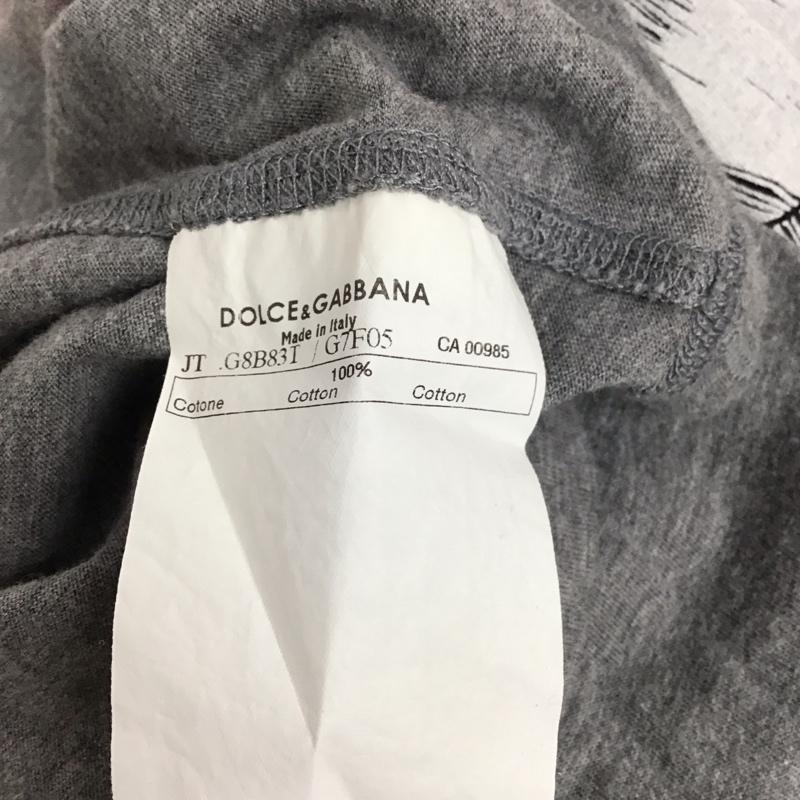 DOLCE&GABBANA
Made in Italy
JT .G8B83T / G7F05 CA 00985
100%
Cotone Cotton Cotton